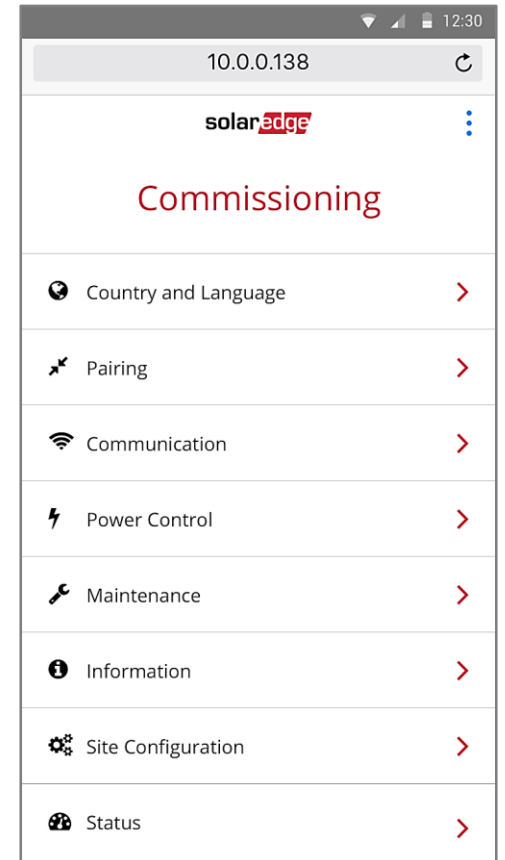 12:30
10.0.0.138
solaredge
Commissioning
Country and Language
Pairing
Communication
Power Control
Maintenance
Information
Site Configuration
Status